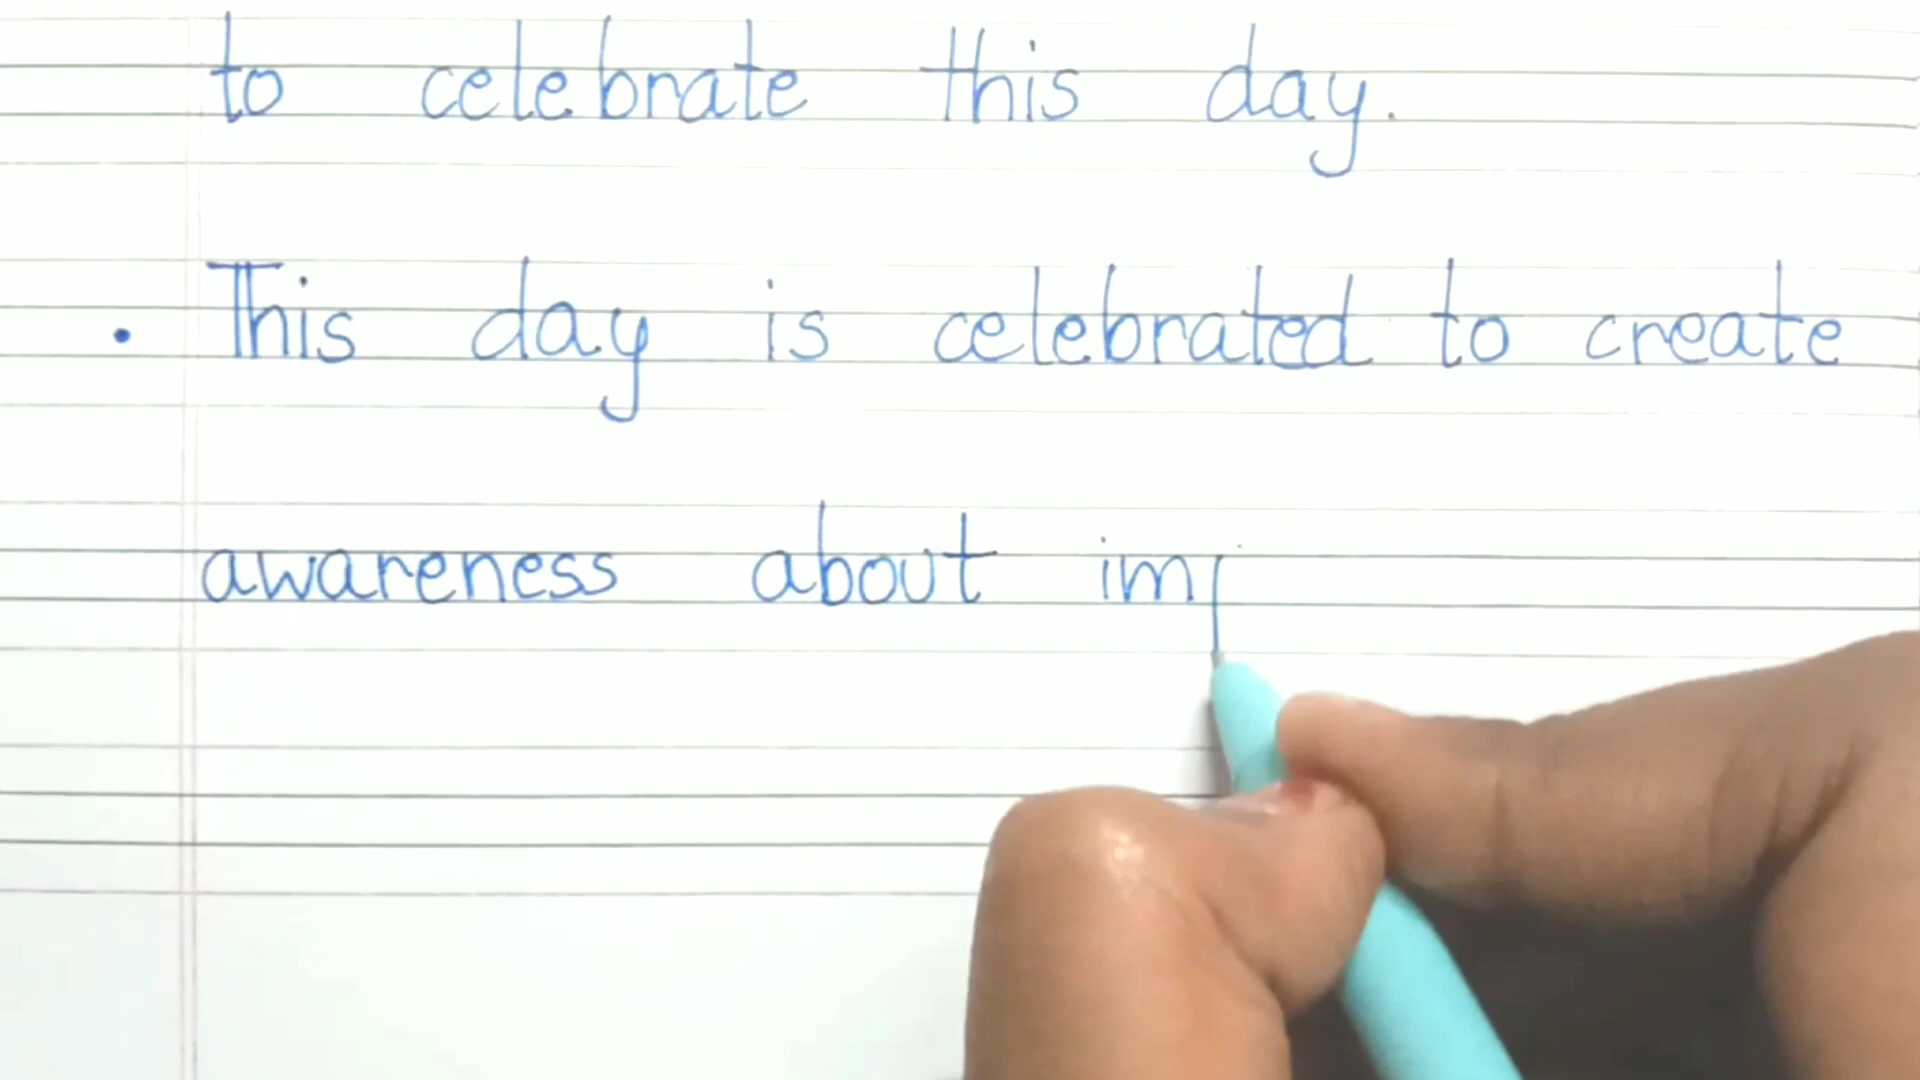 to celebrate this day.
• This day is celebrated to create
awareness about im